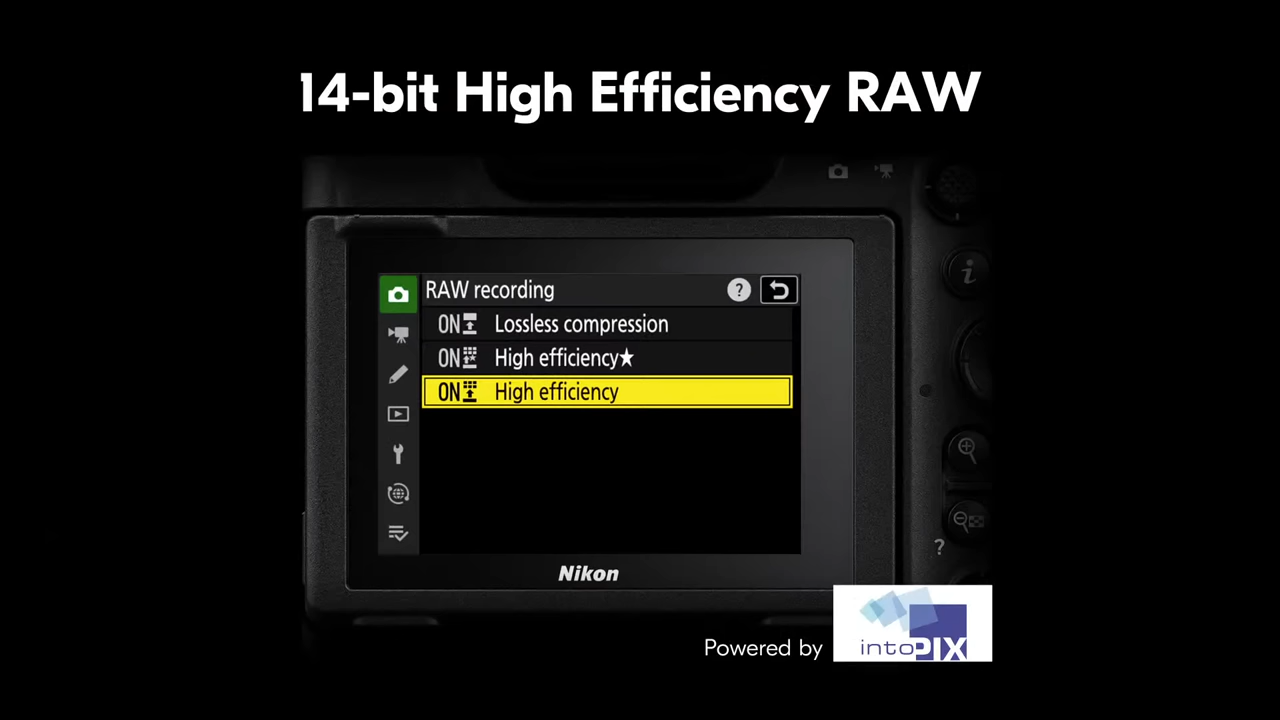 14-bit High Efficiency RAW
i
RAW recording ?
ON Lossless compression
ON High efficiency★
ON High efficiency
?
Nikon
Powered by intoPIX